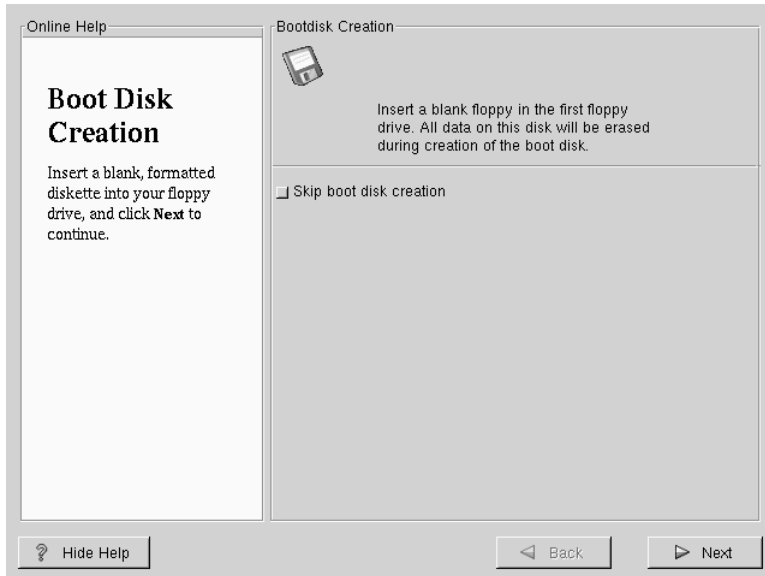 Online Help
Boot Disk
Creation
Insert a blank, formatted
diskette into your floppy
drive, and click Next to
continue.
Bootdisk Creation
Insert a blank floppy in the first floppy
drive. All data on this disk will be erased
during creation of the boot disk.
Skip boot disk creation
Hide Help
Back
Next